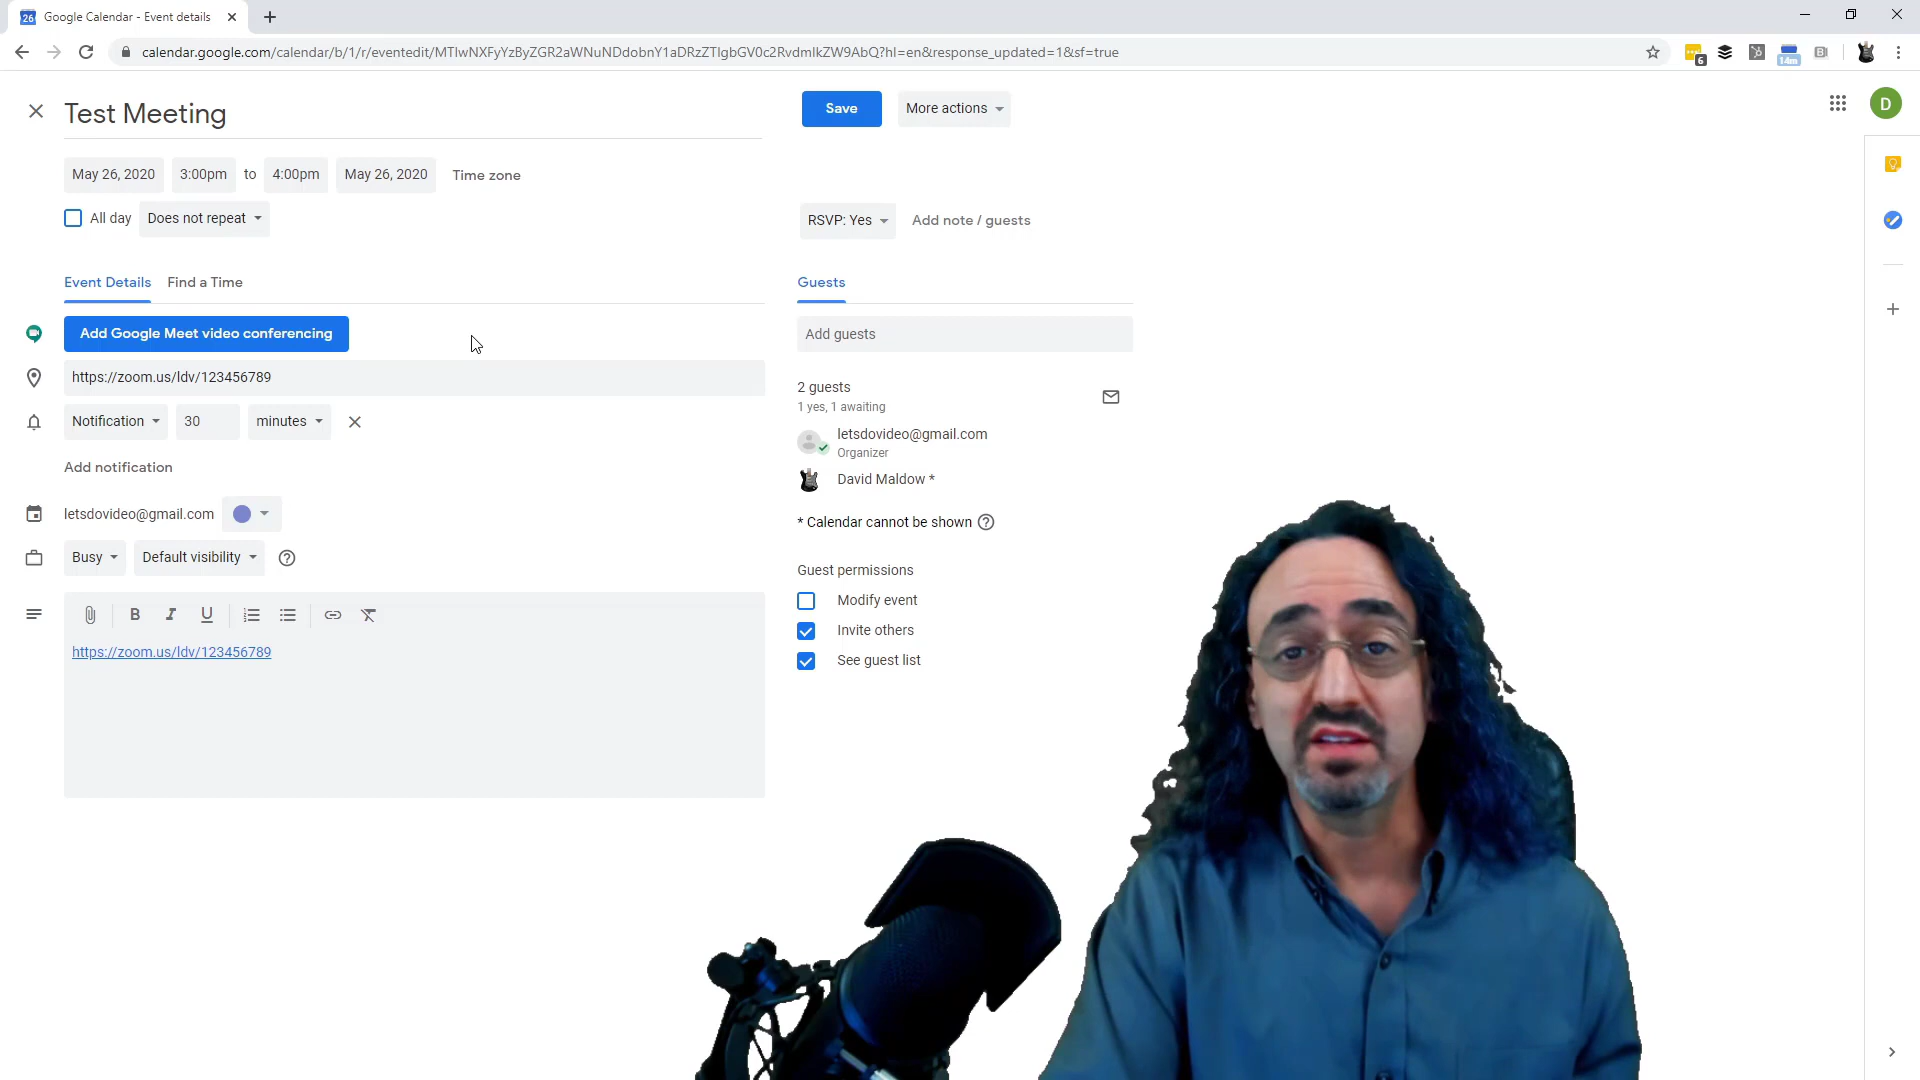 26 Google Calendar - Event details
calendar.google.com/calendar/b/1/r/eventedit/MTIwNXFyYzByZGR2aWNuNDdobnY1aDRzZTIgbGV0c2RvdmlkZW9AbQ?hl=en&response_updated=1&sf=true
6
14m
Test Meeting
Save
More actions
D
May 26, 2020 3:00pm to 4:00pm May 26, 2020 Time zone
All day Does not repeat
RSVP: Yes Add note / guests
Event Details Find a Time
Guests
Add Google Meet video conferencing
Add guests
https://zoom.us/ldv/123456789
2 guests
1 yes, 1 awaiting
Notification 30 minutes
letsdovideo@gmail.com
Organizer
Add notification
David Maldow *
letsdovideo@gmail.com
* Calendar cannot be shown ?
Busy Default visibility ?
Guest permissions
Modify event
B I U
Invite others
https://zoom.us/ldv/123456789
See guest list